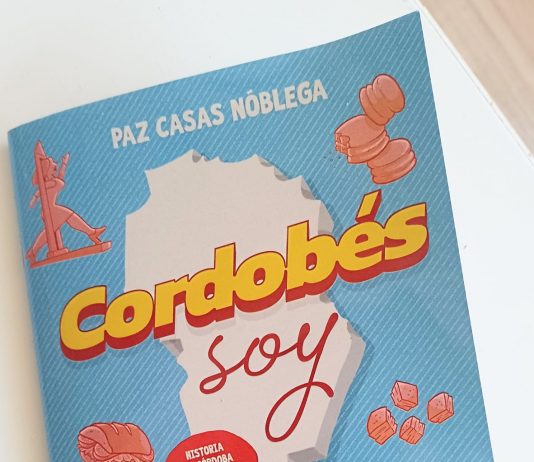 PAZ CASAS NÓBLEGA
Cordobés
soy
HISTORIA
CÓRDOBA